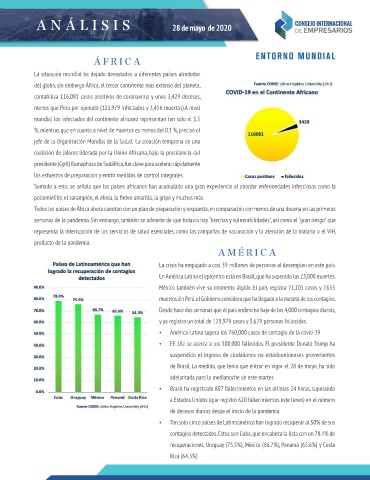 ANÁLISIS
28 de mayo de 2020
CONSEJO INTERNACIONAL
DE EMPRESARIOS
ENTORNO MUNDIAL
ÁFRICA
La situación mundial ha dejado devastados a diferentes países alrededor
del globo, sin embargo África, el tercer continente más extenso del planeta,
contabiliza 116,081 casos positivos de coronavirus y unos 3,429 decesos,
menos que Perú por ejemplo (123,979 infectados y 3,456 muertos).A nivel
mundial los infectados del continente africano representan tan solo el 1.5
%, mientras que en cuanto a nivel de muertos es menos del 0.1 %, precisó el
jefe de la Organización Mundial de la Salud. La creación temprana de una
coalición de líderes liderada por la Unión Africana, bajo la presidencia del
presidente (Cyril) Ramaphosa de Sudáfrica, fue clave para acelerar rápidamente
los esfuerzos de preparación y emitir medidas de control integrales.
Fuente COVID: Johns Hopkins University (JHU)
COVID-19 en el Continente Africano
3429
116081
Casos positivos
fallecidos
Sumado a esto, se señala que los países africanos han acumulado una gran experiencia al abordar enfermedades infecciosas como la
poliomielitis, el sarampión, el ébola, la fiebre amarilla, la gripe y muchas más.
Todos los países de África ahora cuentan con un plan de preparación y respuesta, en comparación con menos de una docena en las primeras
semanas de la pandemia. Sin embargo, también se advierte de que todavía hay "brechas y vulnerabilidades", así como el "gran riesgo" que
representa la interrupción de los servicios de salud esenciales, como las campañas de vacunación y la atención de la malaria o el VIH,
producto de la pandemia.
AMÉRICA
Países de Latinoamérica que han
logrado la recuperación de contagios
detectados
90.0%
80.0%
70.0%
60.0%
50.0%
40.0%
30.0%
20.0%
10.0%
0.0%
78.4%
75.5%
66.7%
65.6%
64.5%
Cuba Uruguay México Panamá Costa Rica
Fuente COVID: Johns Hopkins University (JHU)
La crisis ha empujado a casi 39 millones de personas al desempleo en este país.
En América Latina el epicentro está en Brasil, que ha superado las 25,000 muertes.
México también vive su momento álgido. El país registra 71,105 casos y 7,633
muertos. En Perú, el Gobierno considera que ha llegado a la meseta de los contagios.
Desde hace dos semanas que el país andino no baja de los 4,000 contagios diarios,
y ya registra un total de 129,979 casos y 3,629 personas fallecidas.
• América Latina supera los 760,000 casos de contagio de la covid-19
• EE. UU. se acerca a los 100,000 fallecidos. El presidente Donald Trump ha
suspendido el ingreso de ciudadanos no estadounidenses provenientes
de Brasil. La medida, que tenía que entrar en vigor el 28 de mayo, ha sido
adelantada para la medianoche de este martes
• Brasil ha registrado 807 fallecimientos en las últimas 24 horas, superando
a Estados Unidos (que registró 620 fallecimientos este lunes) en el número
de decesos diarios desde el inicio de la pandemia
• Tan solo cinco países de Latinoamérica han logrado recuperar al 50% de sus
contagios detectados. Estos son Cuba, que encabeza la lista con un 78.4% de
recuperaciones, Uruguay (75.5%), México (66.7%), Panamá (65.6%) y Costa
Rica (64.5%)